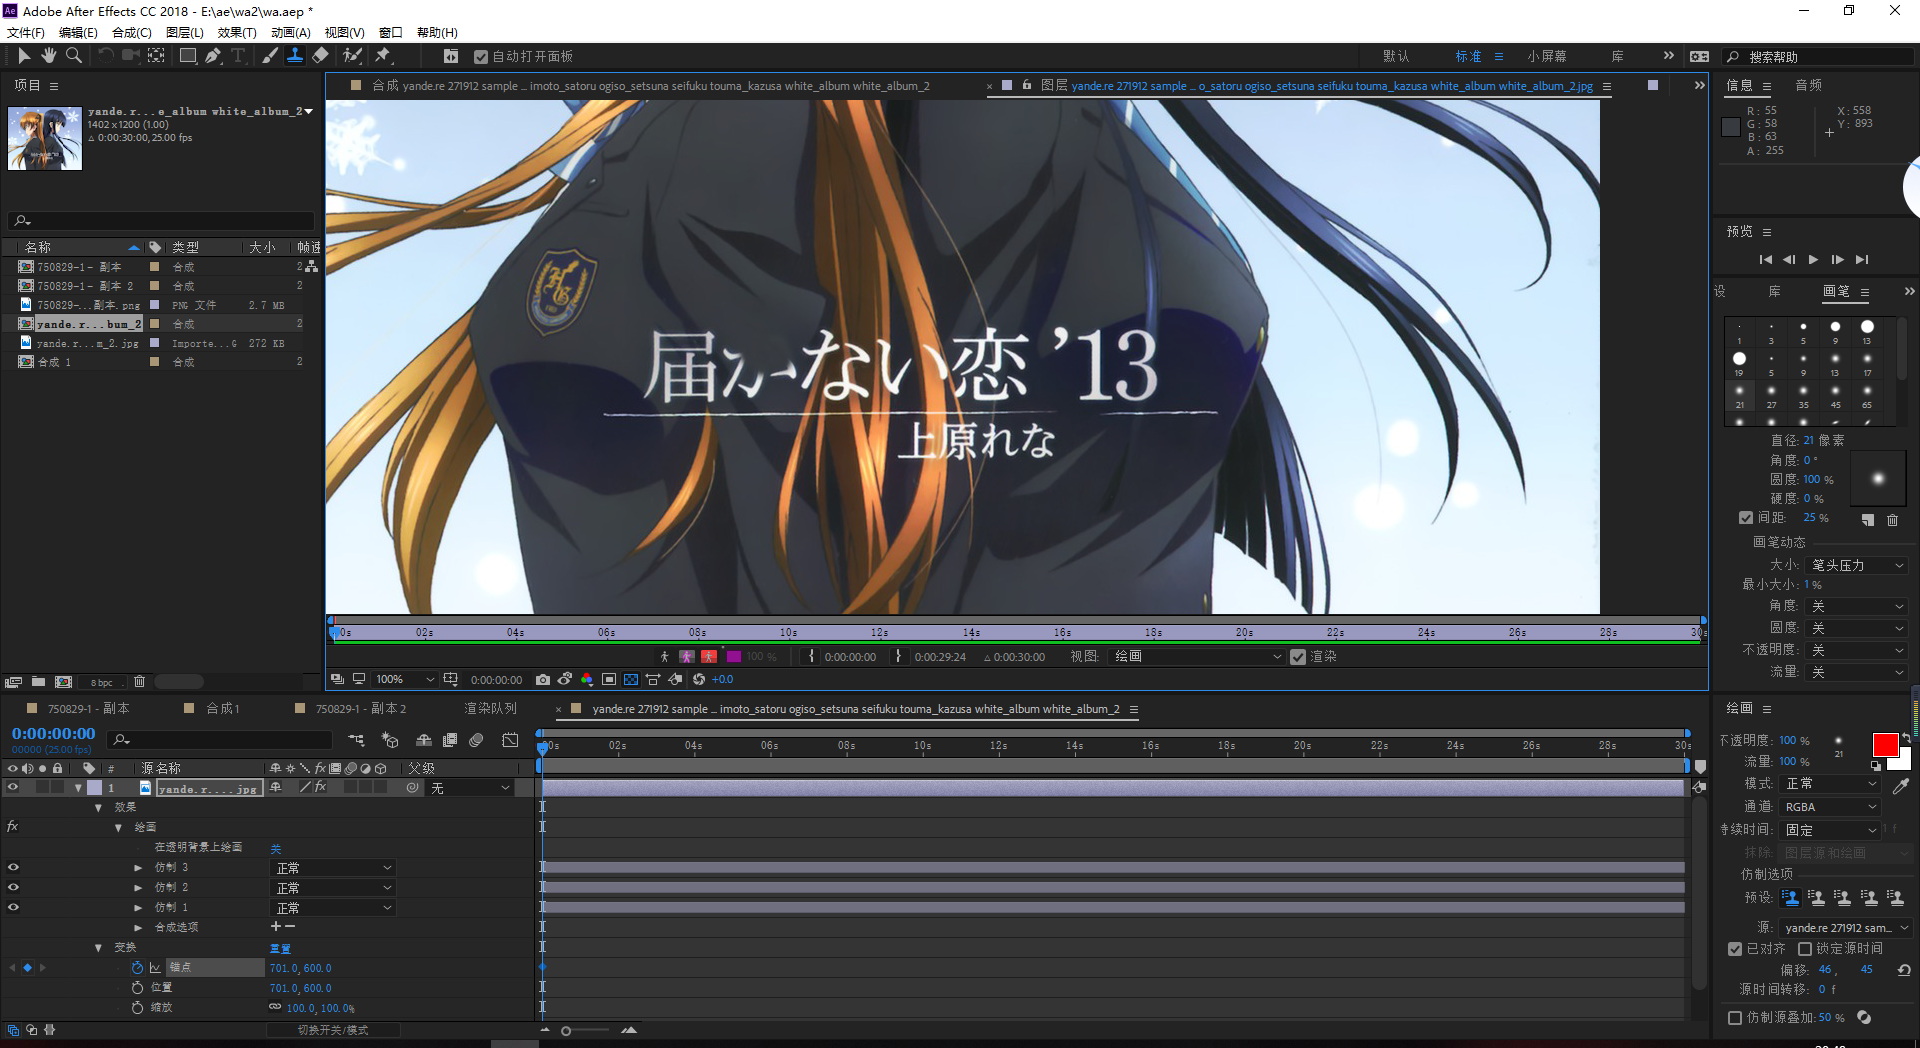 Adobe After Effects CC 2018 - E:\ae\wa2\wa.aep *
文件(F) 编辑(E) 合成(C) 图层(L) 效果(T) 动画(A) 视图(V) 窗口 帮助(H)
自动打开面板 默认 标准 小屏幕 库 搜索帮助
项目
yande.r...e_album white_album_2
1402 x 1200 (1.00)
△ 0:00:30:00, 25.00 fps
名称 类型 大小 帧速
750829-1 - 副本 合成 2
750829-1 - 副本 2 合成 2
750829-...副本.png PNG 文件 2.7 MB
yande.r...bum_2 合成 2
yande.r...m_2.jpg Importe...G 272 KB
合成 1 合成 2
8 bpc
合成 yande.re 271912 sample ... imoto_satoru ogiso_setsuna seifuku touma_kazusa white_album white_album_2
图层 yande.re 271912 sample ... o_satoru ogiso_setsuna seifuku touma_kazusa white_album white_album_2.jpg
届かない恋 ’13
上原れな
00s 02s 04s 06s 08s 10s 12s 14s 16s 18s 20s 22s 24s 26s 28s 30s
100 % 0:00:00:00 0:00:29:24 △ 0:00:30:00 视图: 绘画 渲染
100% 0:00:00:00 +0.0
信息 音频
R: 55
G: 58
B: 63
A: 255
X: 558
Y: 893
预览
设 库 画笔
1 3 5 9 13
19 5 9 13 17
21 27 35 45 65
直径: 21 像素
角度: 0 °
圆度: 100 %
硬度: 0 %
间距: 25 %
画笔动态
大小: 笔头压力
最小大小: 1 %
角度: 关
圆度: 关
不透明度: 关
流量: 关
绘画
不透明度: 100 %
流量: 100 %
21
模式: 正常
通道: RGBA
持续时间: 固定 1 f
抹除: 图层源和绘画
仿制选项
预设:
源: yande.re 271912 sam...
已对齐 锁定源时间
偏移: 46 , 45
源时间转移: 0 f
仿制源叠加: 50 %
750829-1 - 副本 合成1 750829-1 - 副本 2 渲染队列 yande.re 271912 sample ... imoto_satoru ogiso_setsuna seifuku touma_kazusa white_album white_album_2
0:00:00:00
00000 (25.00 fps)
00s 02s 04s 06s 08s 10s 12s 14s 16s 18s 20s 22s 24s 26s 28s 30s
# 源名称 fx 父级
1 yande.r....jpg fx 无
效果
fx 绘画
在透明背景上绘画 关
仿制 3 正常
仿制 2 正常
仿制 1 正常
合成选项 +−
变换 重置
锚点 701.0, 600.0
位置 701.0, 600.0
缩放 100.0, 100.0%
切换开关/模式